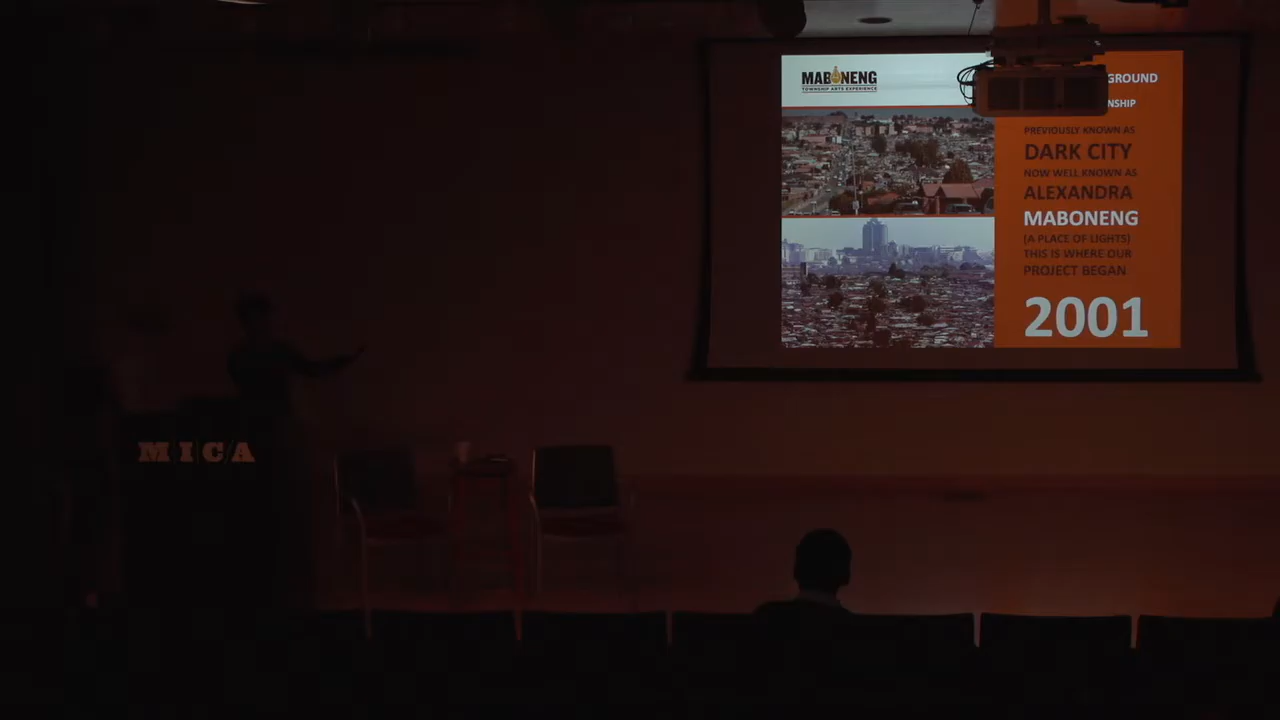 MABONENG
TOWNSHIP ARTS EXPERIENCE
GROUND
NSHIP
PREVIOUSLY KNOWN AS
DARK CITY
NOW WELL KNOWN AS
ALEXANDRA
MABONENG
(A PLACE OF LIGHTS)
THIS IS WHERE OUR
PROJECT BEGAN
2001
MICA